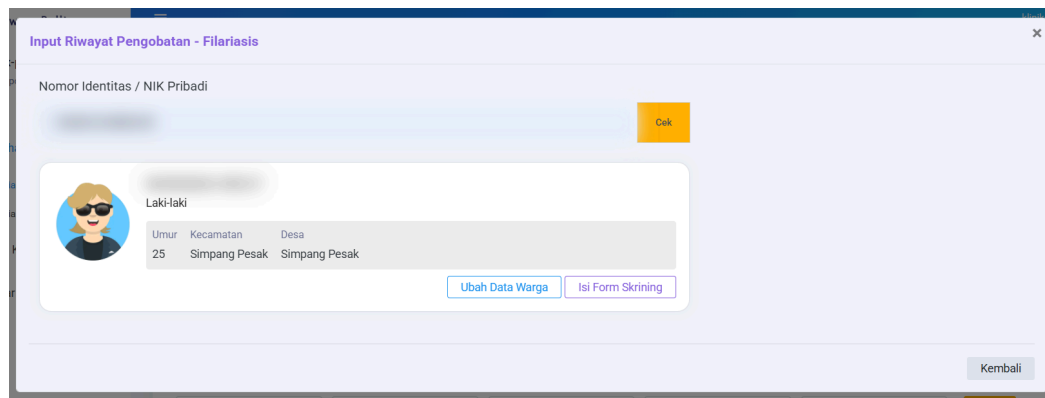 Input Riwayat Pengobatan - Filariasis
×
Nomor Identitas / NIK Pribadi
Cek
Laki-laki
Umur Kecamatan Desa
25 Simpang Pesak Simpang Pesak
Ubah Data Warga Isi Form Skrining
Kembali